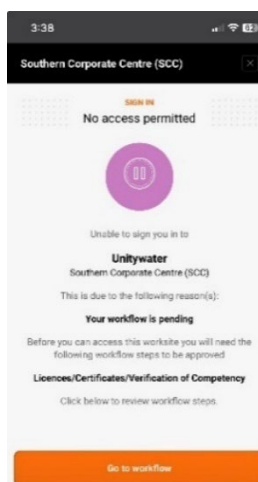 3:38
Southern Corporate Centre (SCC)
SIGN IN
No access permitted
Unable to sign you in to
Unitywater
Southern Corporate Centre (SCC)
This is due to the following reason(s):
Your workflow is pending
Before you can access this worksite you will need the
following workflow steps to be approved
Licences/Certificates/Verification of Competency
Click below to review workflow steps.
Go to workflow